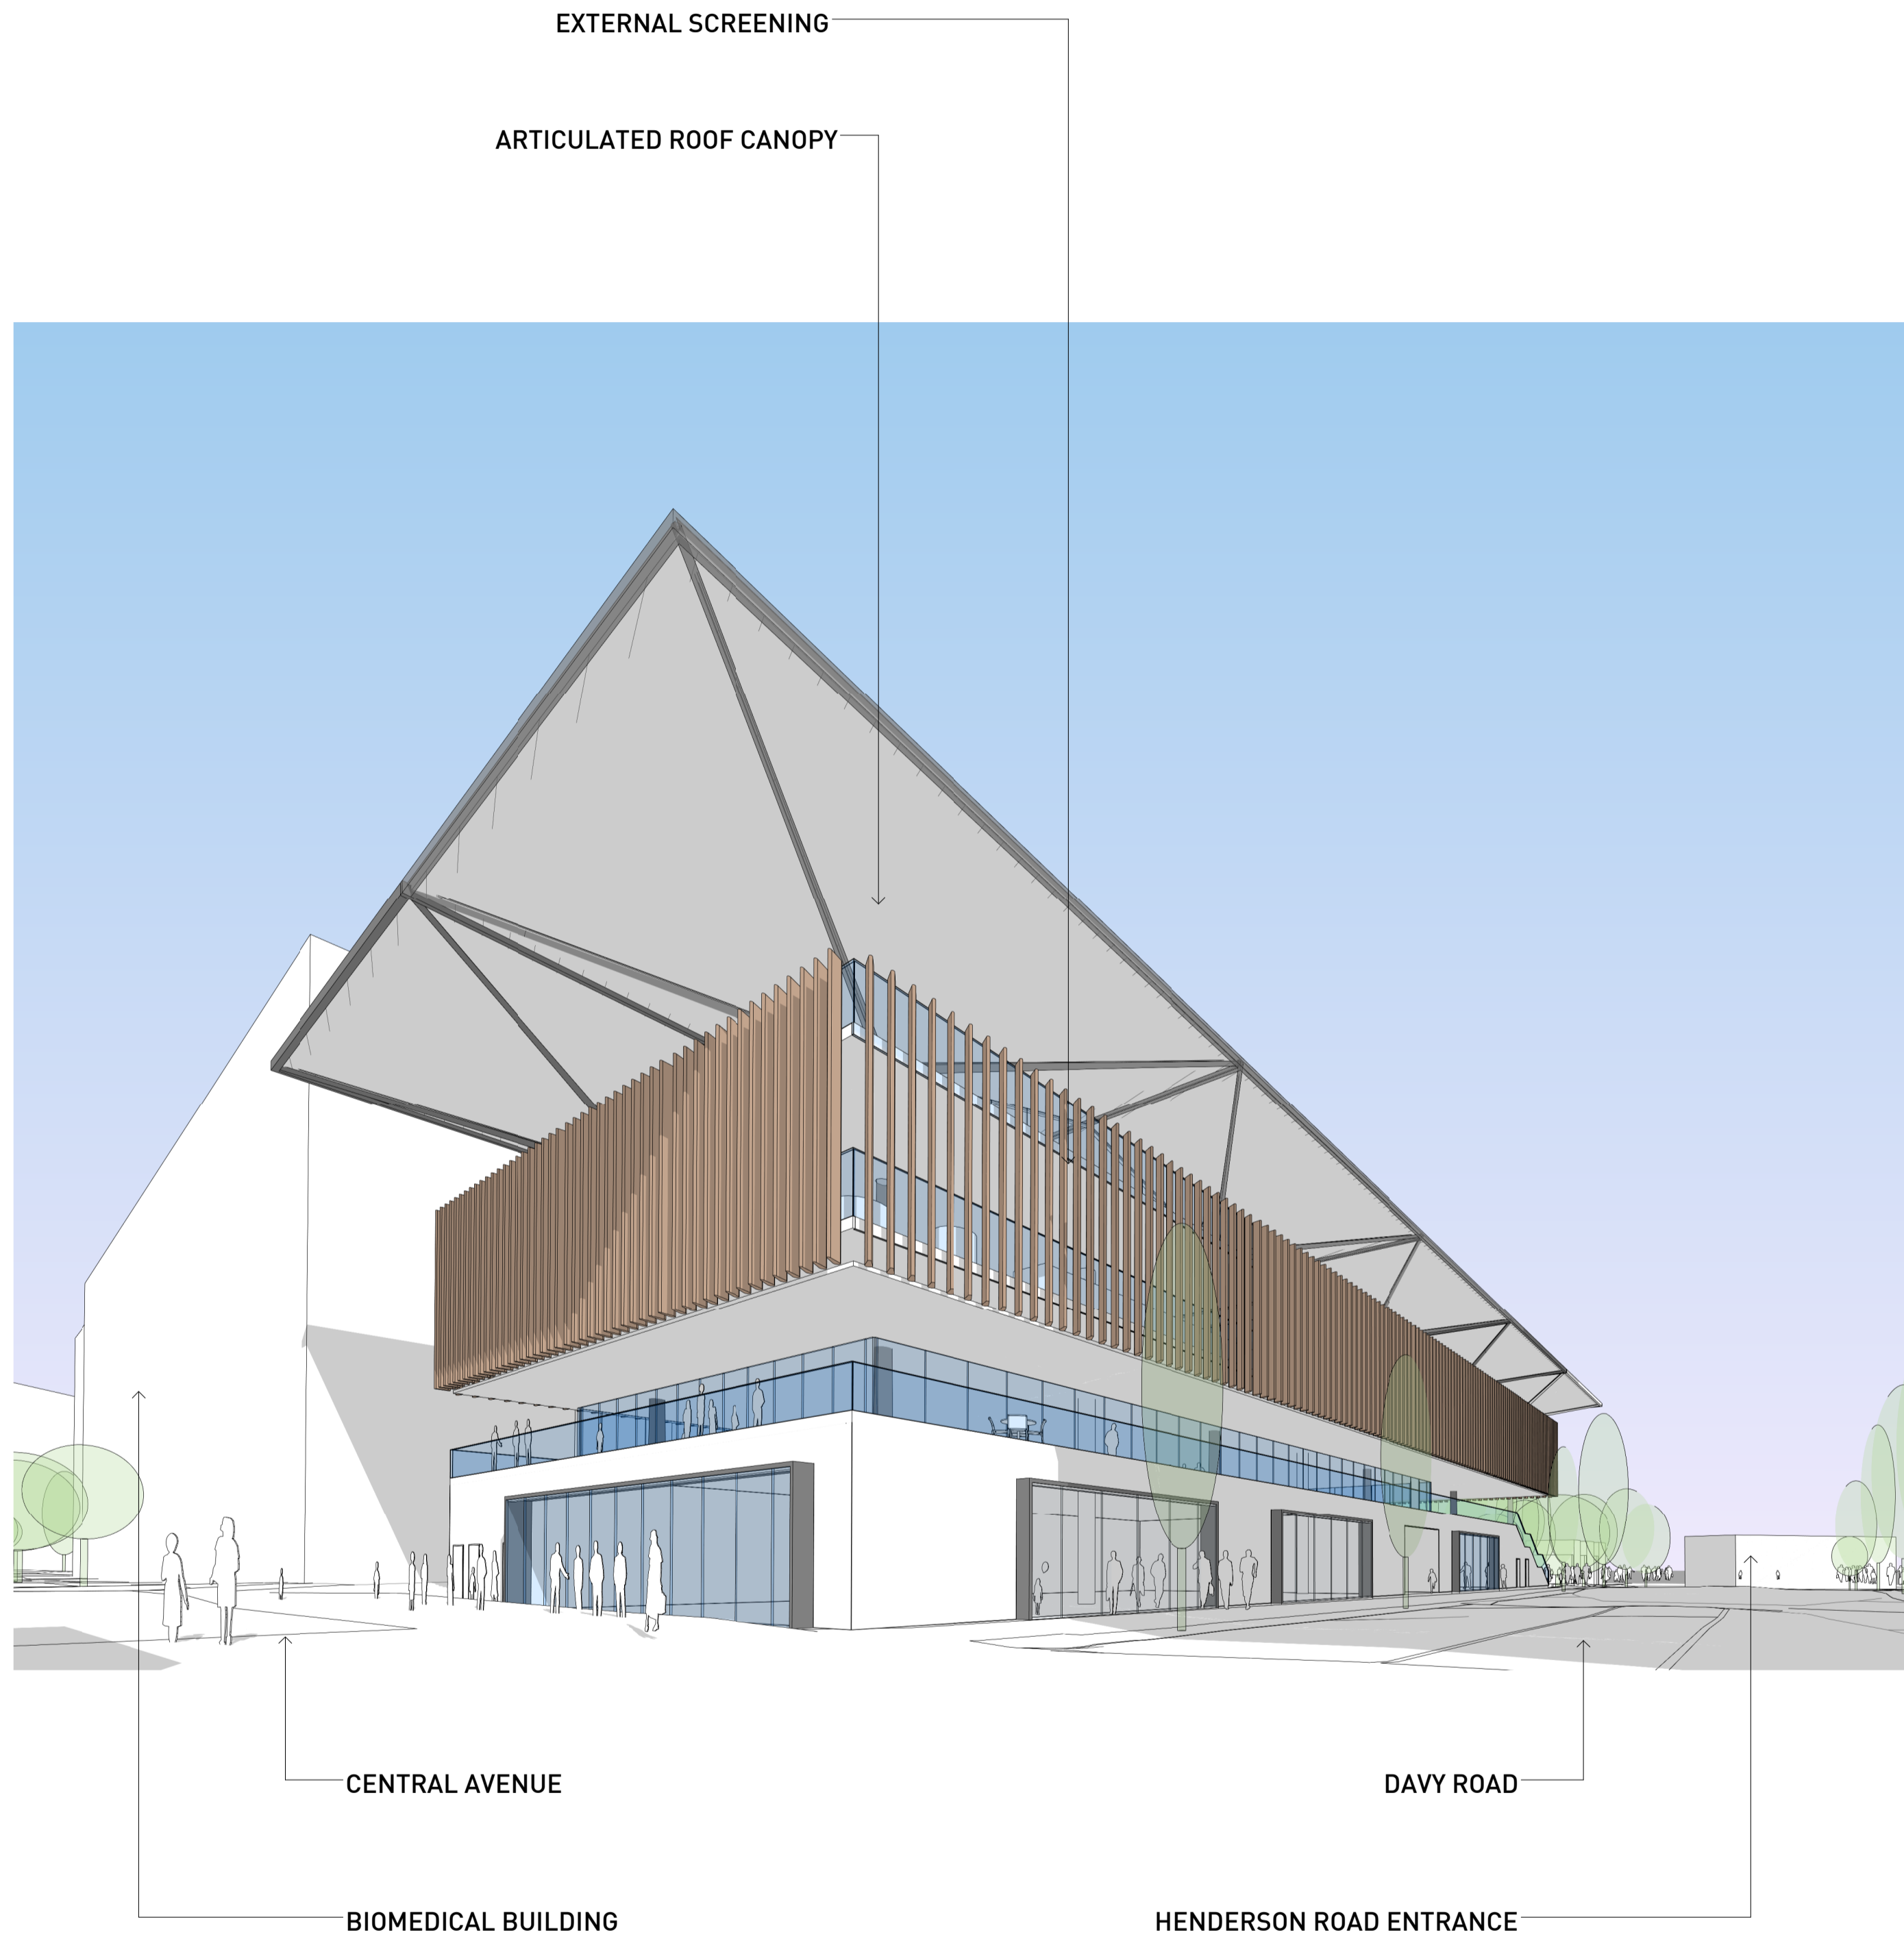 EXTERNAL SCREENING
ARTICULATED ROOF CANOPY
CENTRAL AVENUE
DAVY ROAD
BIOMEDICAL BUILDING
HENDERSON ROAD ENTRANCE